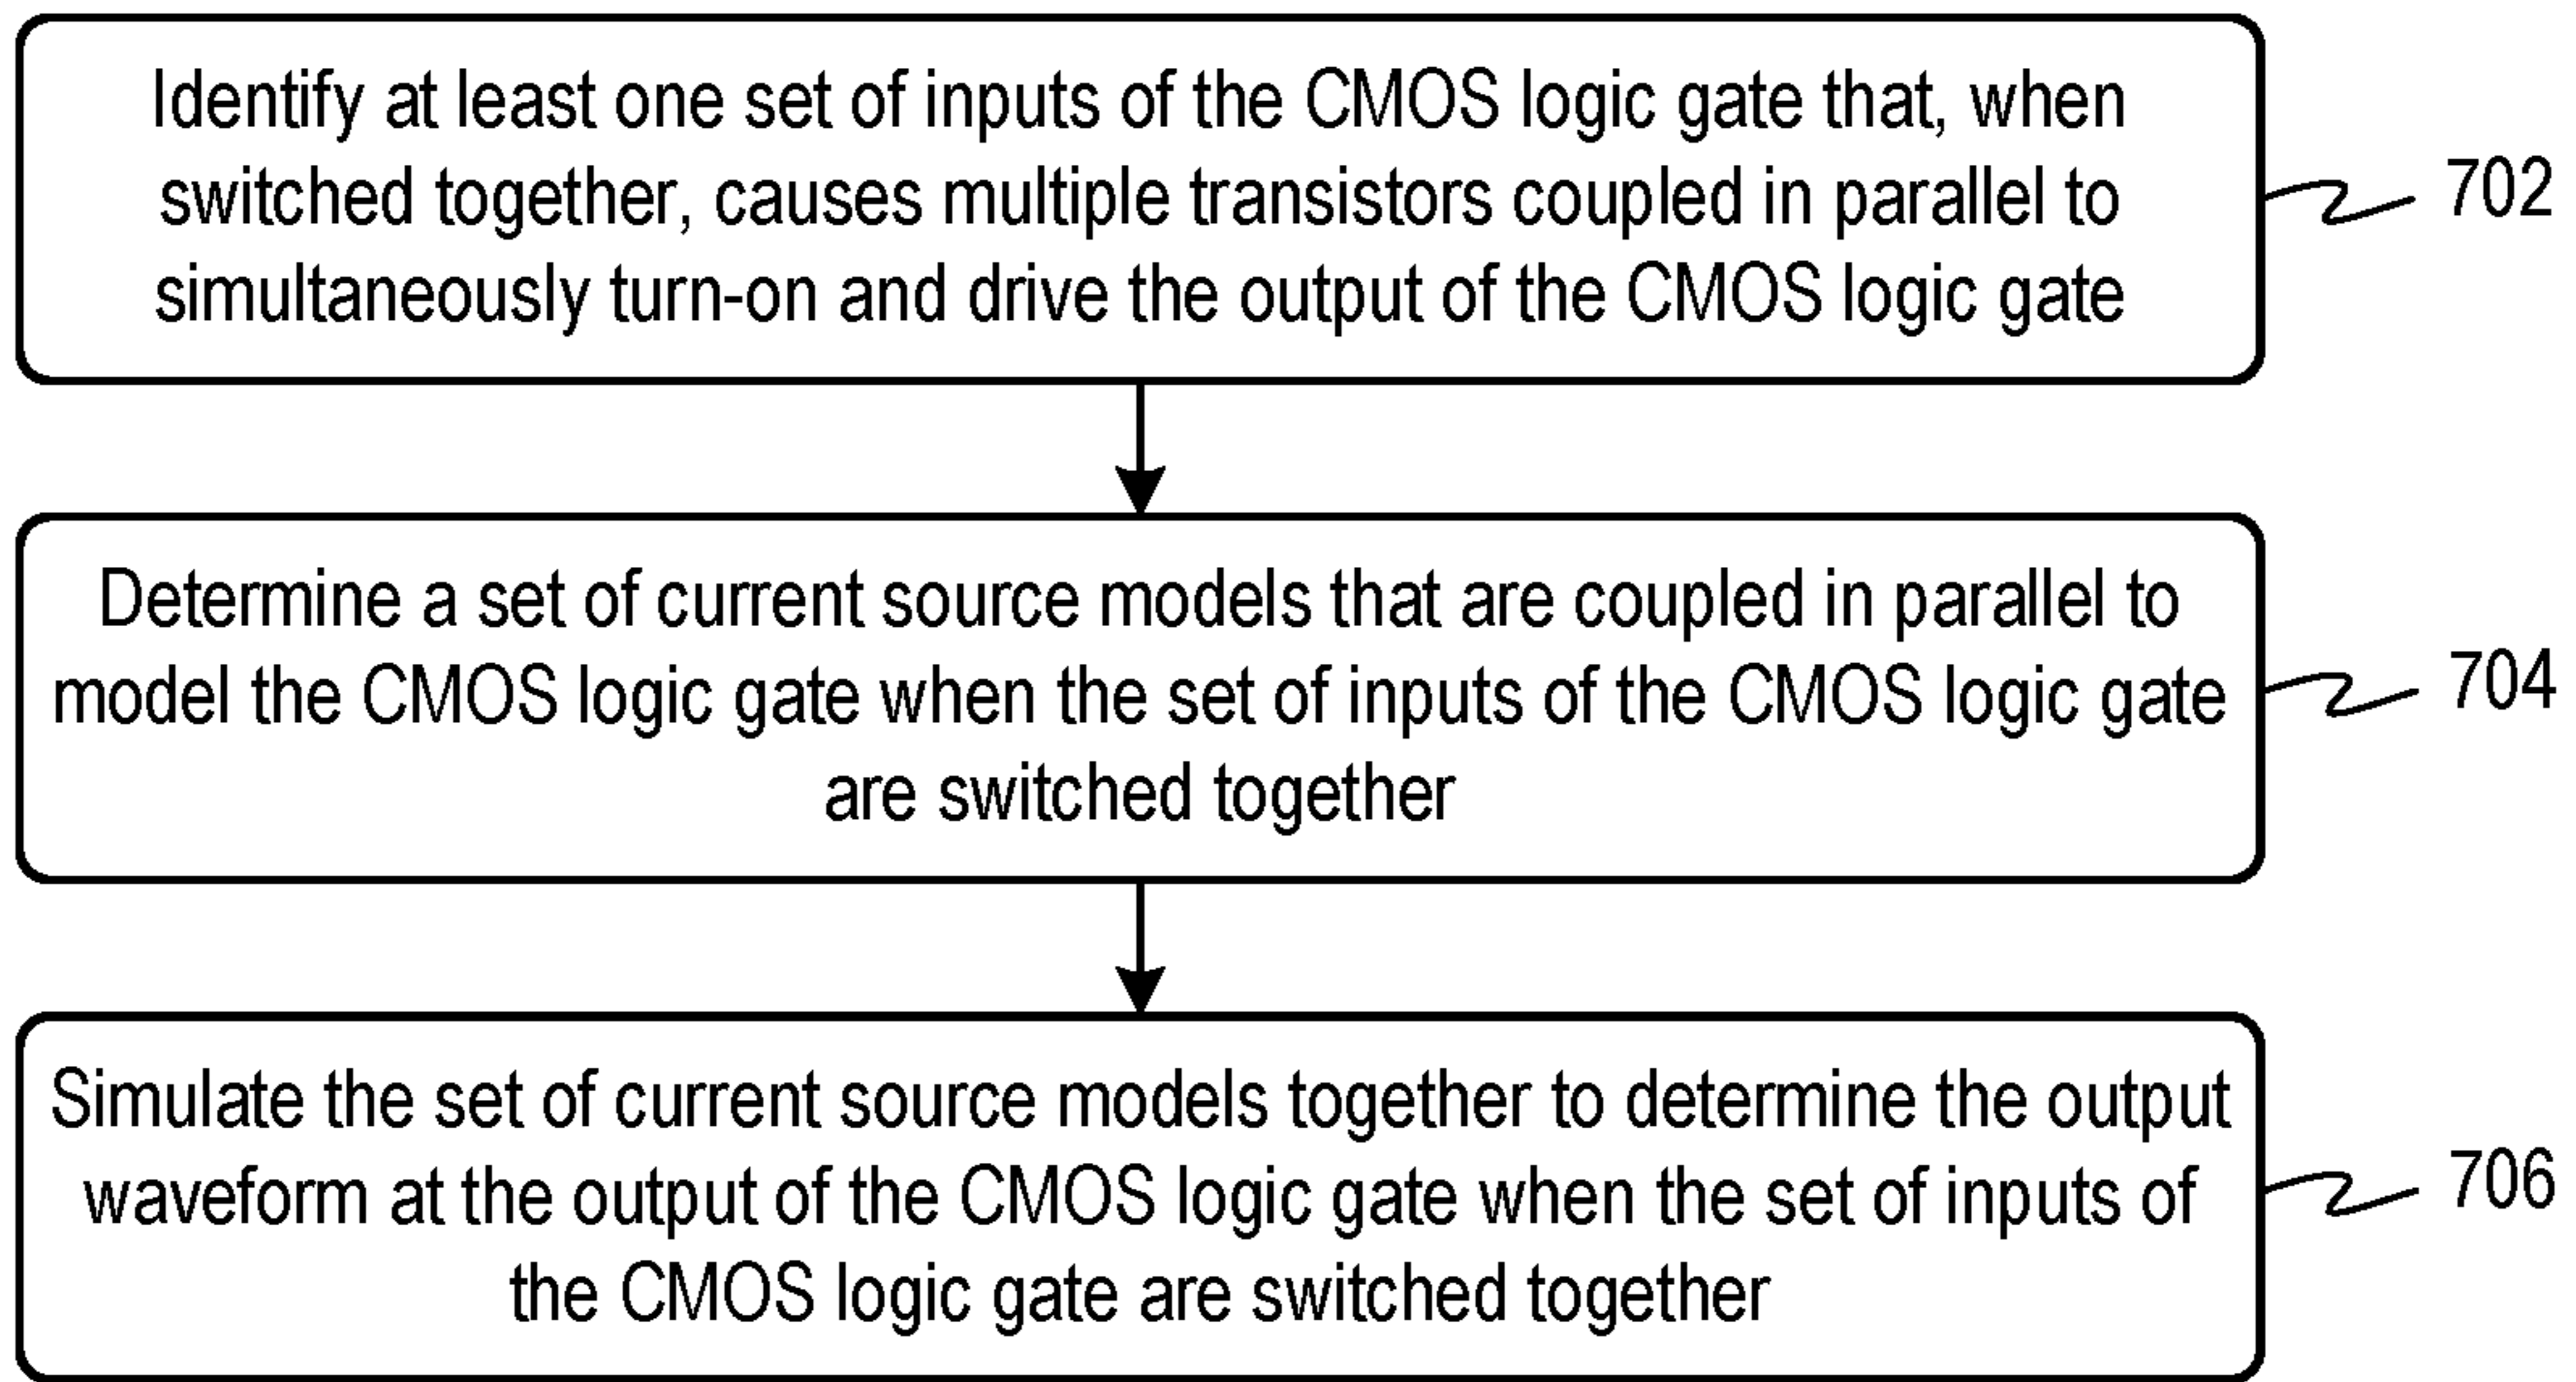 Identify at least one set of inputs of the CMOS logic gate that, when
switched together, causes multiple transistors coupled in parallel to
simultaneously turn-on and drive the output of the CMOS logic gate
702
Determine a set of current source models that are coupled in parallel to
model the CMOS logic gate when the set of inputs of the CMOS logic gate
are switched together
704
Simulate the set of current source models together to determine the output
waveform at the output of the CMOS logic gate when the set of inputs of
the CMOS logic gate are switched together
706